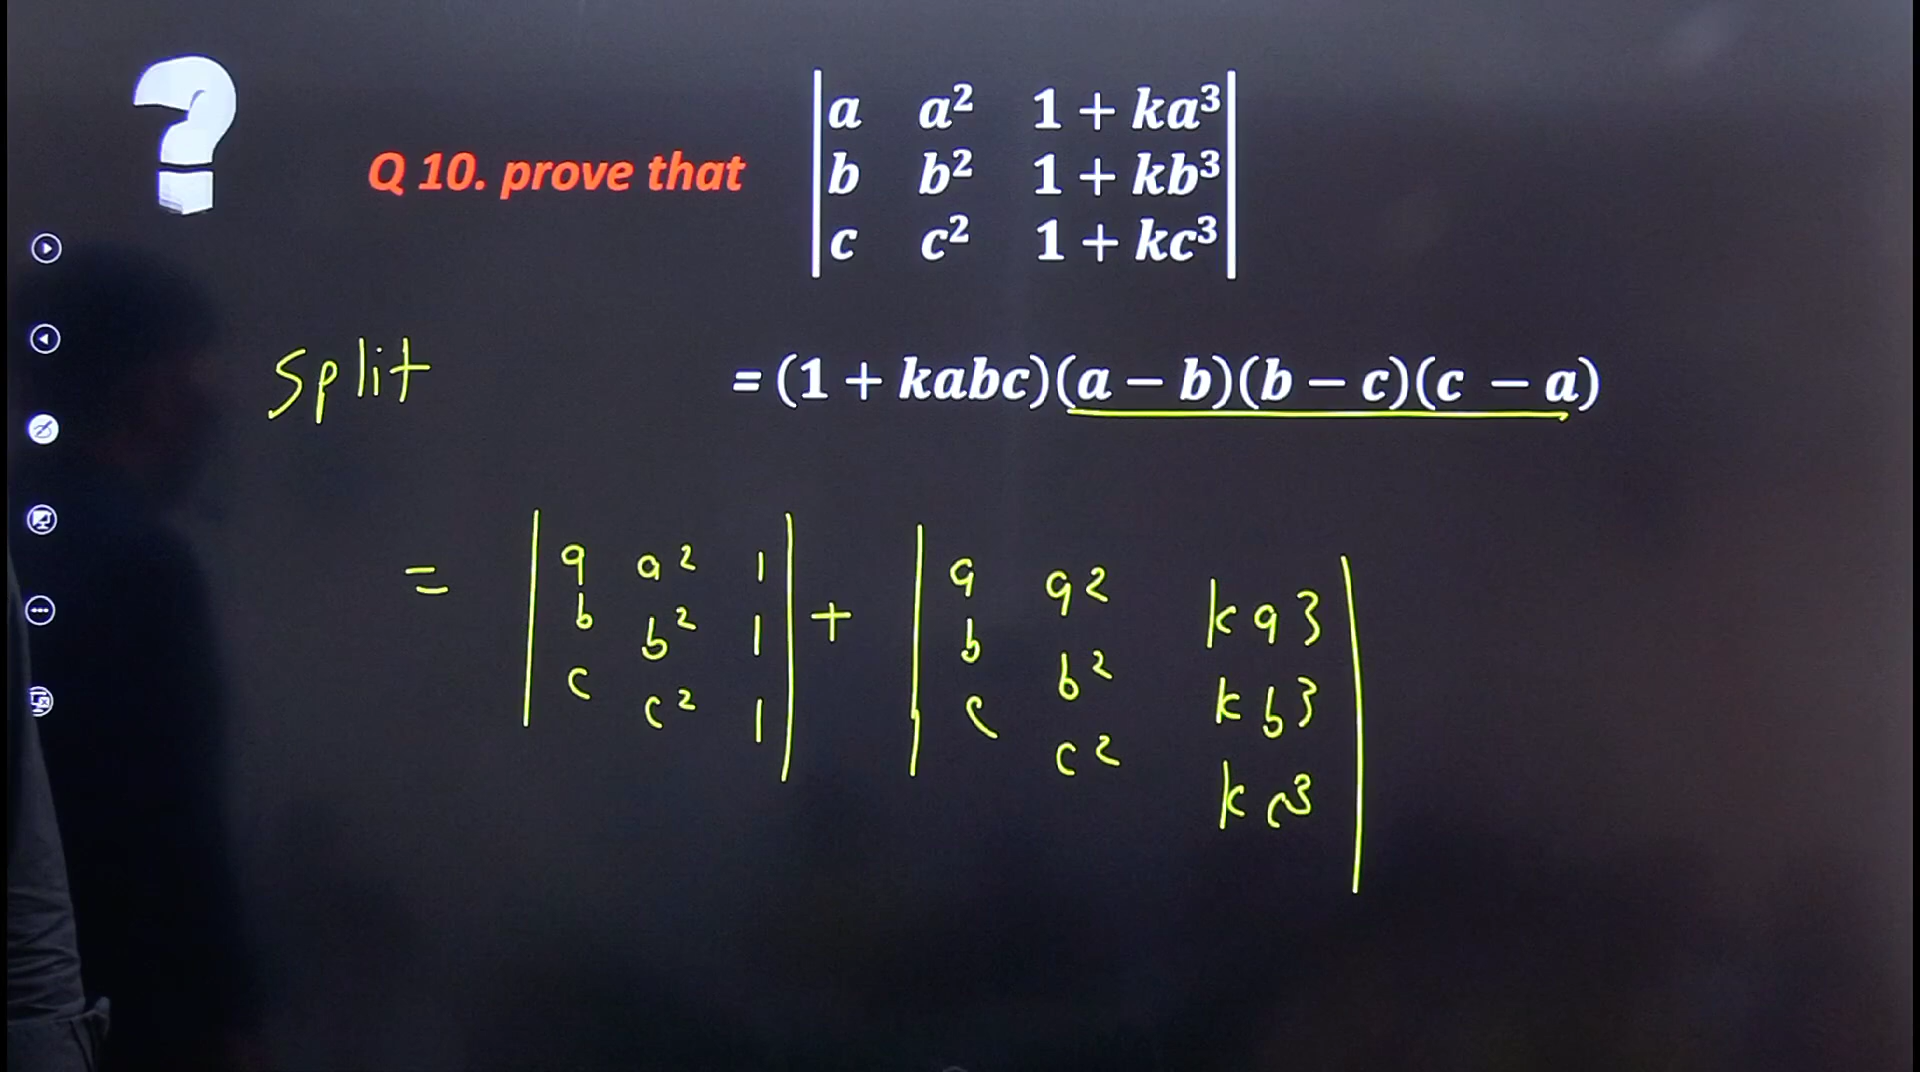 Q 10. prove that
|a a² 1 + ka³|
|b b² 1 + kb³|
|c c² 1 + kc³|
= (1 + kabc)(a − b)(b − c)(c − a)
Split
= |a a² 1| + |a a² ka3|
|b b² 1| |b b² kb3|
|c c² 1| |c c² kc3|